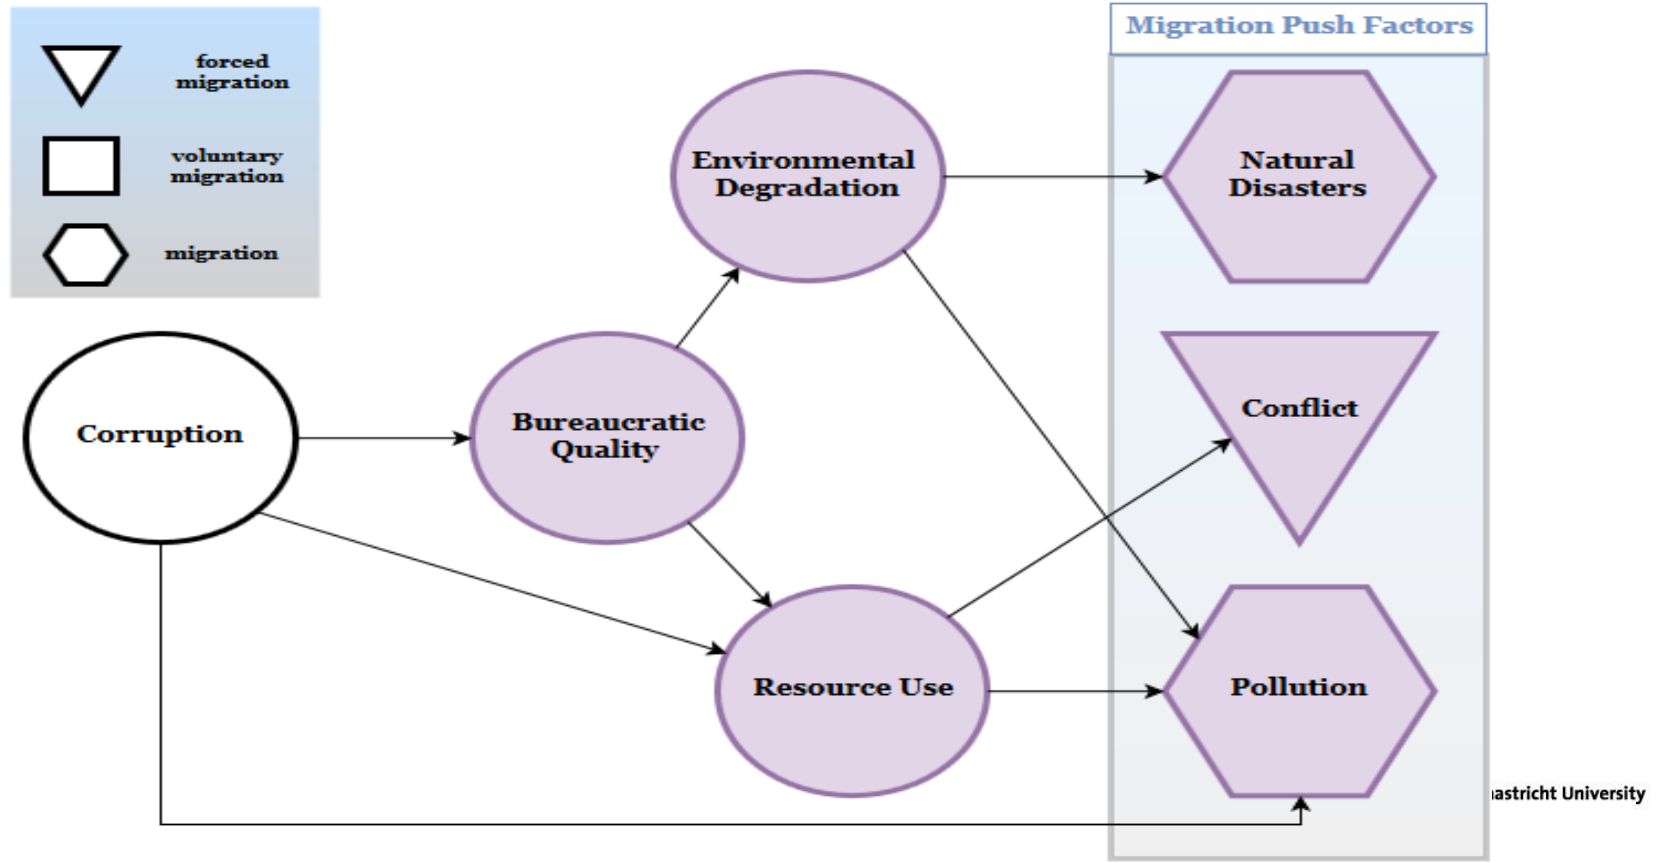 Migration Push Factors
forced
migration
voluntary
migration
migration
Environmental
Degradation
Natural
Disasters
Corruption
Bureaucratic
Quality
Conflict
Resource Use
Pollution
University